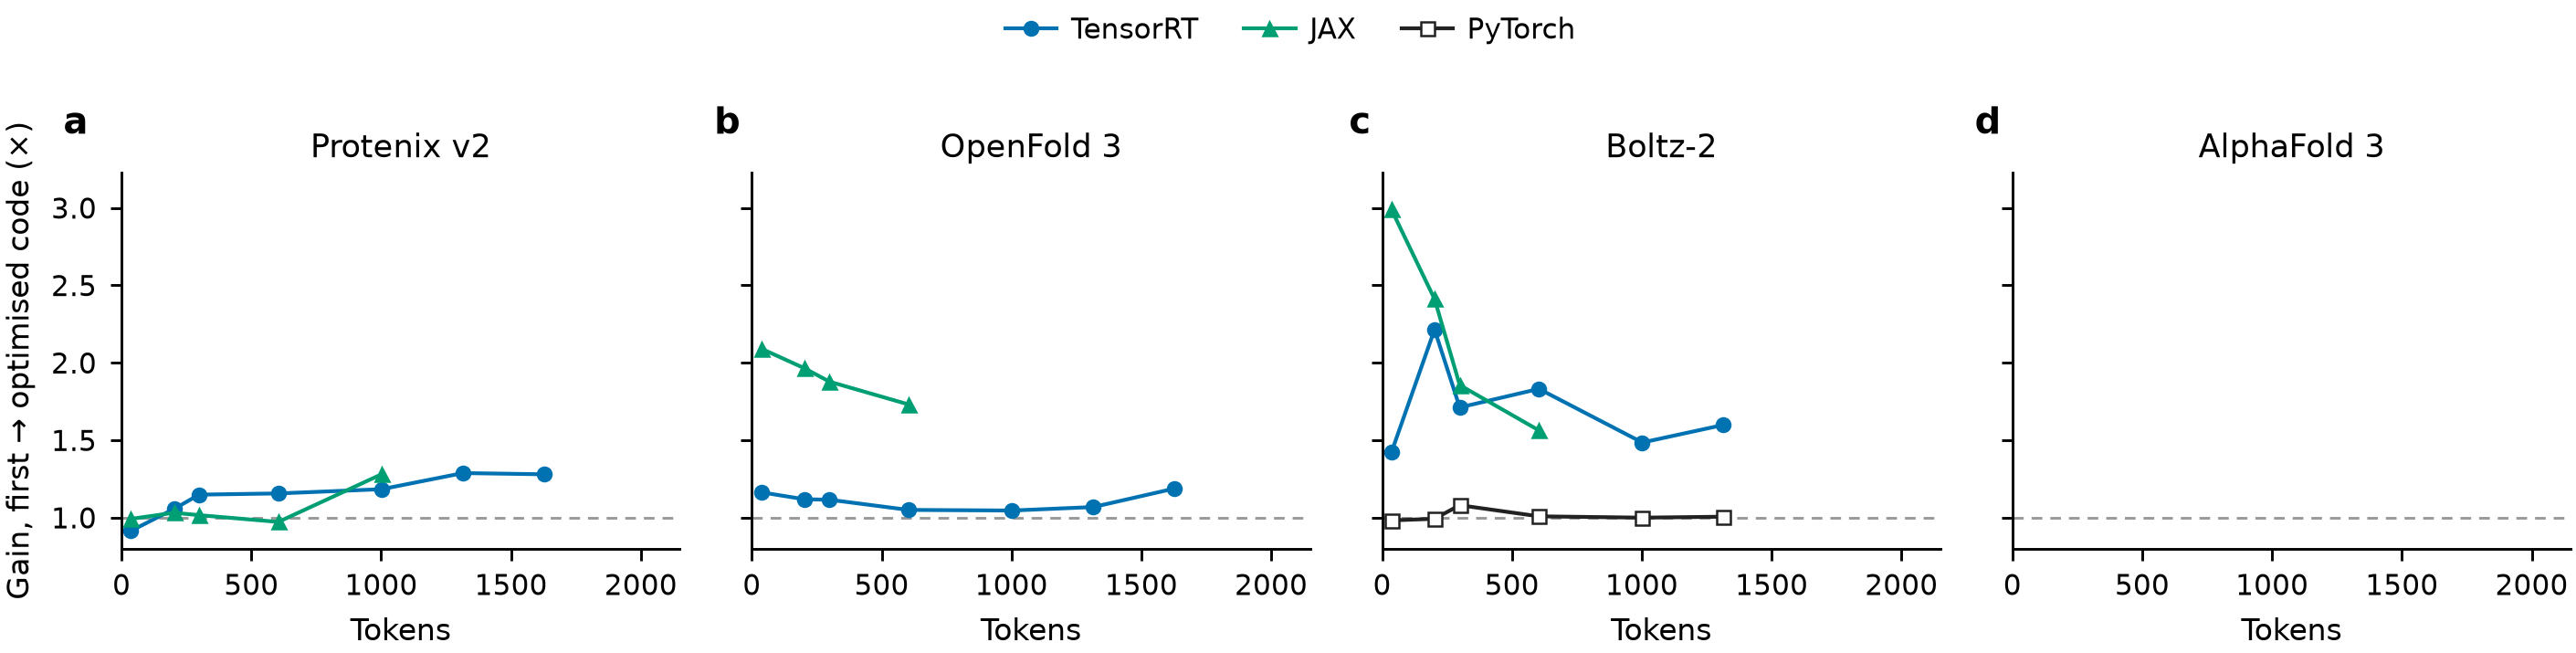 TensorRT JAX PyTorch
a
Protenix v2
b
OpenFold 3
c
Boltz-2
d
AlphaFold 3
Gain, first → optimised code (×)
3.0
2.5
2.0
1.5
1.0
0 500 1000 1500 2000
0 500 1000 1500 2000
0 500 1000 1500 2000
0 500 1000 1500 2000
Tokens
Tokens
Tokens
Tokens